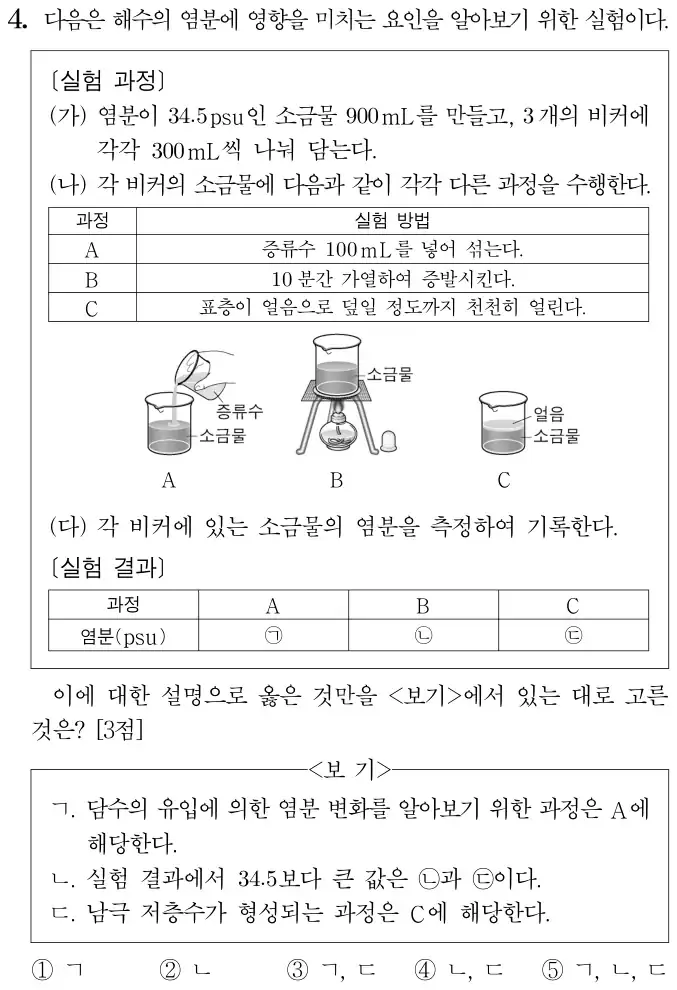 4. 다음은 해수의 염분에 영향을 미치는 요인을 알아보기 위한 실험이다.
〔실험 과정〕
(가) 염분이 34.5psu인 소금물 900mL를 만들고, 3개의 비커에
각각 300mL씩 나눠 담는다.
(나) 각 비커의 소금물에 다음과 같이 각각 다른 과정을 수행한다.
과정 실험 방법
A 증류수 100mL를 넣어 섞는다.
B 10분간 가열하여 증발시킨다.
C 표층이 얼음으로 덮일 정도까지 천천히 얼린다.
소금물
증류수 얼음
소금물 소금물
A B C
(다) 각 비커에 있는 소금물의 염분을 측정하여 기록한다.
〔실험 결과〕
과정 A B C
염분(psu) ㉠ ㉡ ㉢
이에 대한 설명으로 옳은 것만을 <보기>에서 있는 대로 고른
것은? [3점]
<보 기>
ㄱ. 담수의 유입에 의한 염분 변화를 알아보기 위한 과정은 A에
해당한다.
ㄴ. 실험 결과에서 34.5보다 큰 값은 ㉡과 ㉢이다.
ㄷ. 남극 저층수가 형성되는 과정은 C에 해당한다.
① ㄱ ② ㄴ ③ ㄱ, ㄷ ④ ㄴ, ㄷ ⑤ ㄱ, ㄴ, ㄷ